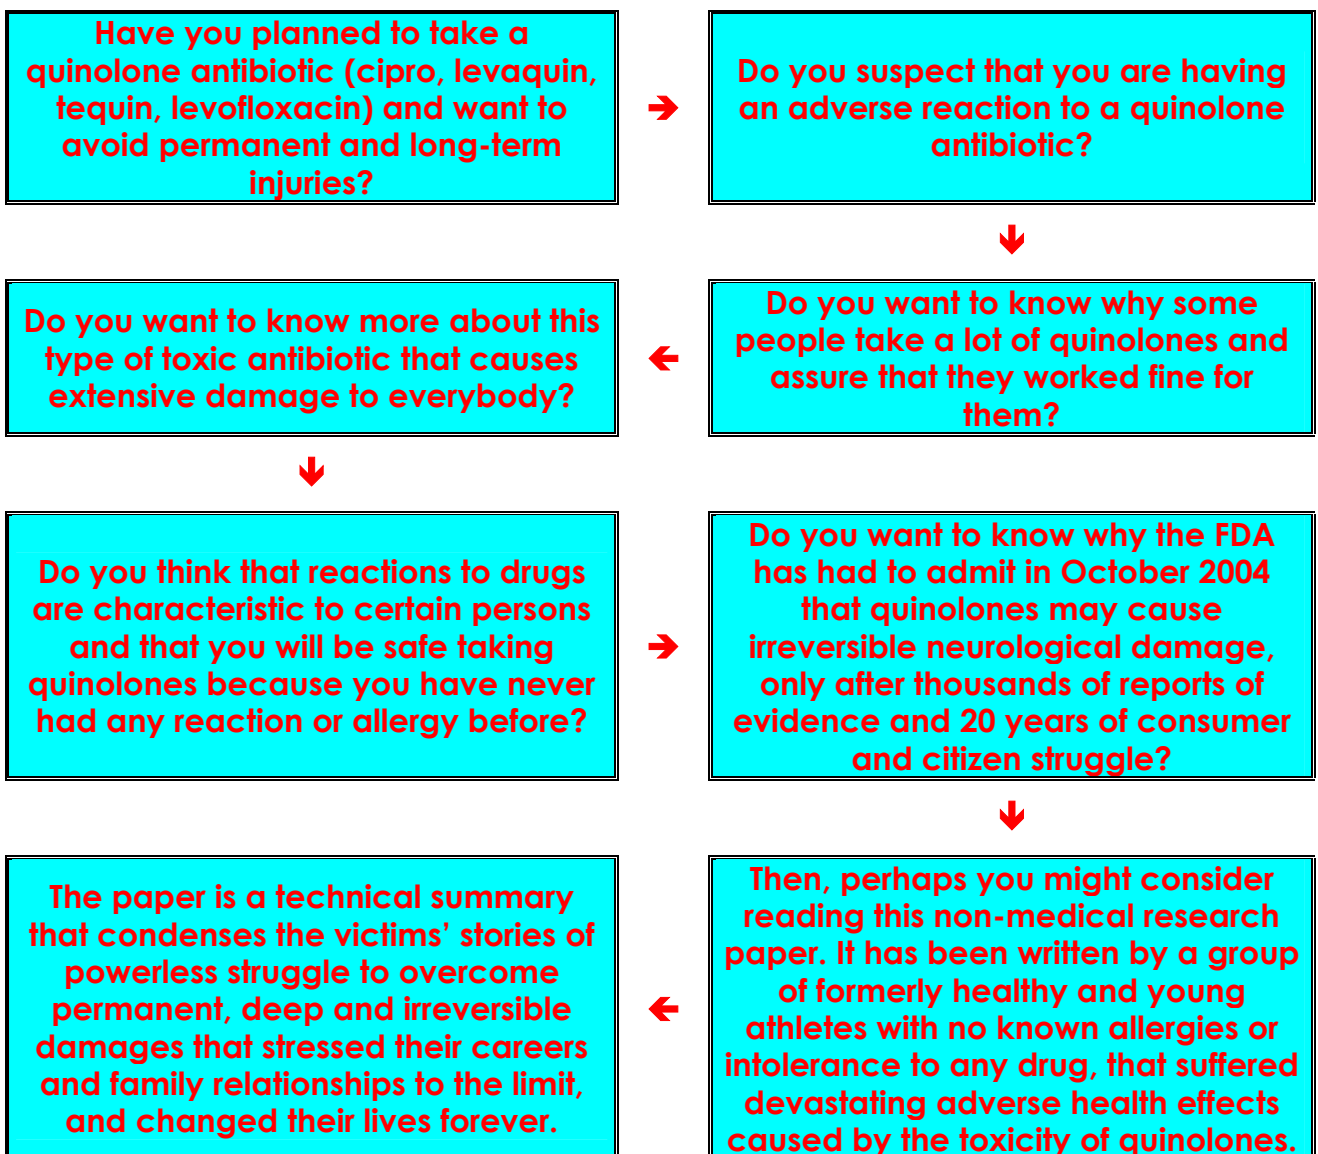 Have you planned to take a
quinolone antibiotic (cipro, levaquin,
tequin, levofloxacin) and want to
avoid permanent and long-term
injuries?
Do you suspect that you are having
an adverse reaction to a quinolone
antibiotic?
Do you want to know why some
people take a lot of quinolones and
assure that they worked fine for
them?
Do you want to know more about this
type of toxic antibiotic that causes
extensive damage to everybody?
Do you think that reactions to drugs
are characteristic to certain persons
and that you will be safe taking
quinolones because you have never
had any reaction or allergy before?
Do you want to know why the FDA
has had to admit in October 2004
that quinolones may cause
irreversible neurological damage,
only after thousands of reports of
evidence and 20 years of consumer
and citizen struggle?
Then, perhaps you might consider
reading this non-medical research
paper. It has been written by a group
of formerly healthy and young
athletes with no known allergies or
intolerance to any drug, that suffered
devastating adverse health effects
caused by the toxicity of quinolones.
The paper is a technical summary
that condenses the victims’ stories of
powerless struggle to overcome
permanent, deep and irreversible
damages that stressed their careers
and family relationships to the limit,
and changed their lives forever.